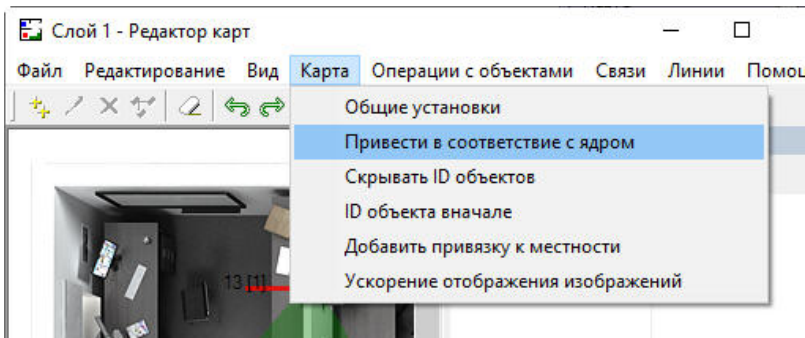 Слой 1 - Редактор карт
Файл Редактирование Вид Карта Операции с объектами Связи Линии
Общие установки
Привести в соответствие с ядром
Скрывать ID объектов
ID объекта вначале
Добавить привязку к местности
Ускорение отображения изображений
13 [1]